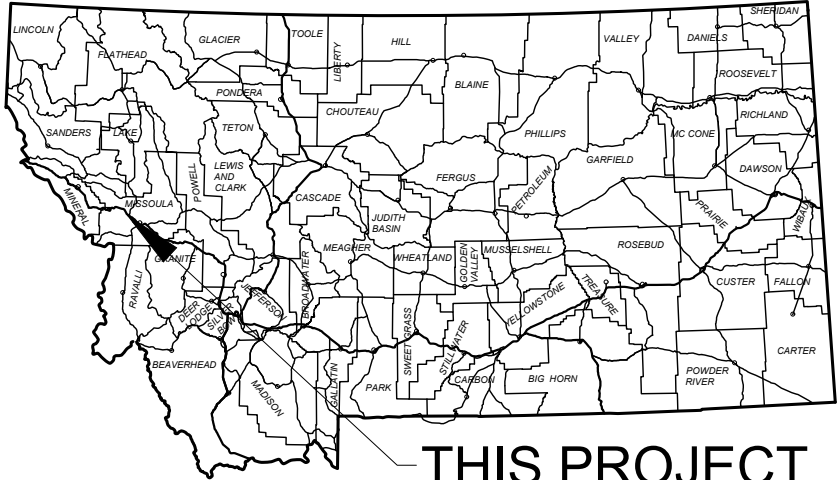 SHERIDAN
LINCOLN
GLACIER
TOOLE
LIBERTY
HILL
VALLEY
DANIELS
FLATHEAD
BLAINE
ROOSEVELT
PONDERA
CHOUTEAU
PHILLIPS
RICHLAND
SANDERS
LAKE
TETON
MC CONE
LEWIS
AND
CLARK
POWELL
GARFIELD
DAWSON
MINERAL
MISSOULA
CASCADE
FERGUS
PETROLEUM
PRAIRIE
WIBAUX
JUDITH
BASIN
MEAGHER
WHEATLAND
GOLDEN
VALLEY
MUSSELSHELL
ROSEBUD
GRANITE
RAVALLI
BROADWATER
JEFFERSON
TREASURE
CUSTER
FALLON
DEER
LODGE
SILVER
BOW
SWEET GRASS
STILLWATER
YELLOWSTONE
CARTER
BEAVERHEAD
MADISON
GALLATIN
PARK
CARBON
BIG HORN
POWDER
RIVER
THIS PROJECT